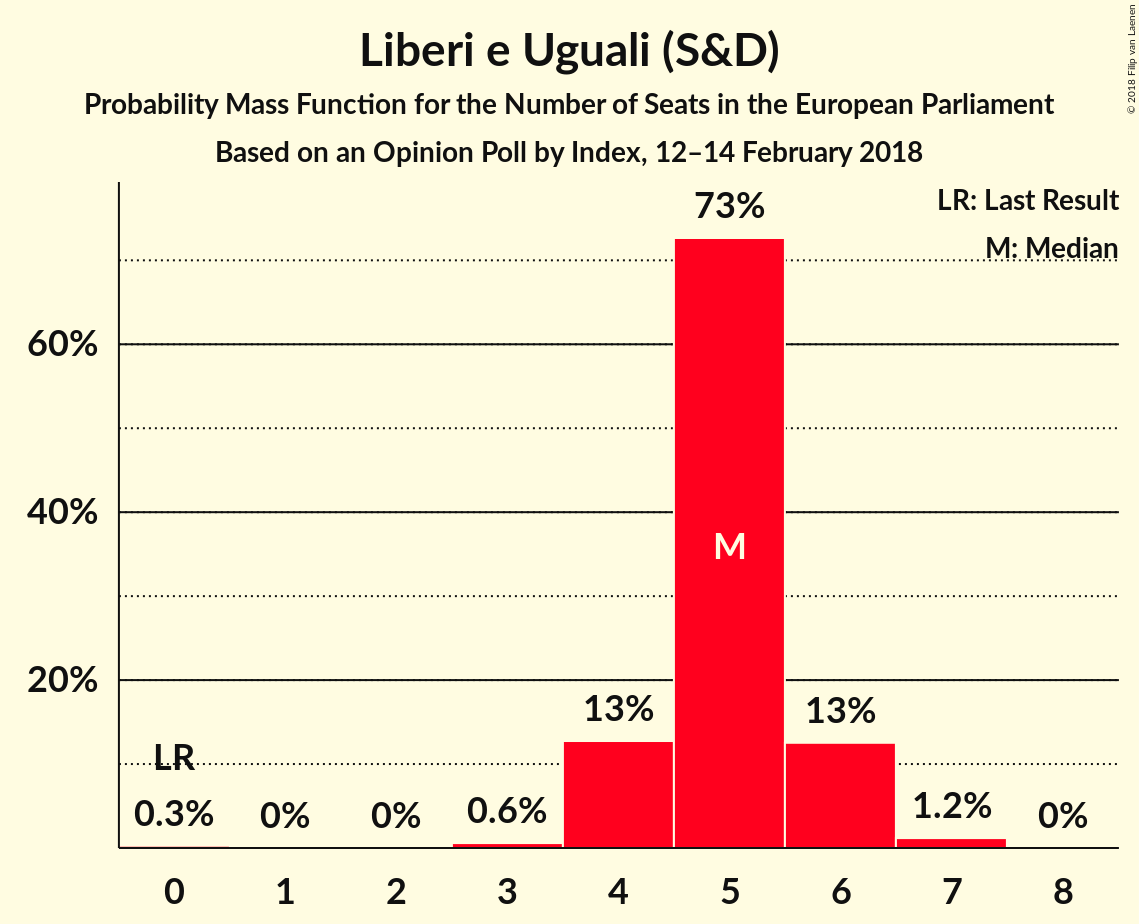 Liberi e Uguali (S&D)
Probability Mass Function for the Number of Seats in the European Parliament
Based on an Opinion Poll by Index, 12–14 February 2018
© 2018 Filip van Laenen
LR: Last Result
M: Median
73%
60%
40%
M
20%
13%
13%
LR
0.3%
0%
0%
0.6%
1.2%
0%
0
1
2
3
4
5
6
7
8